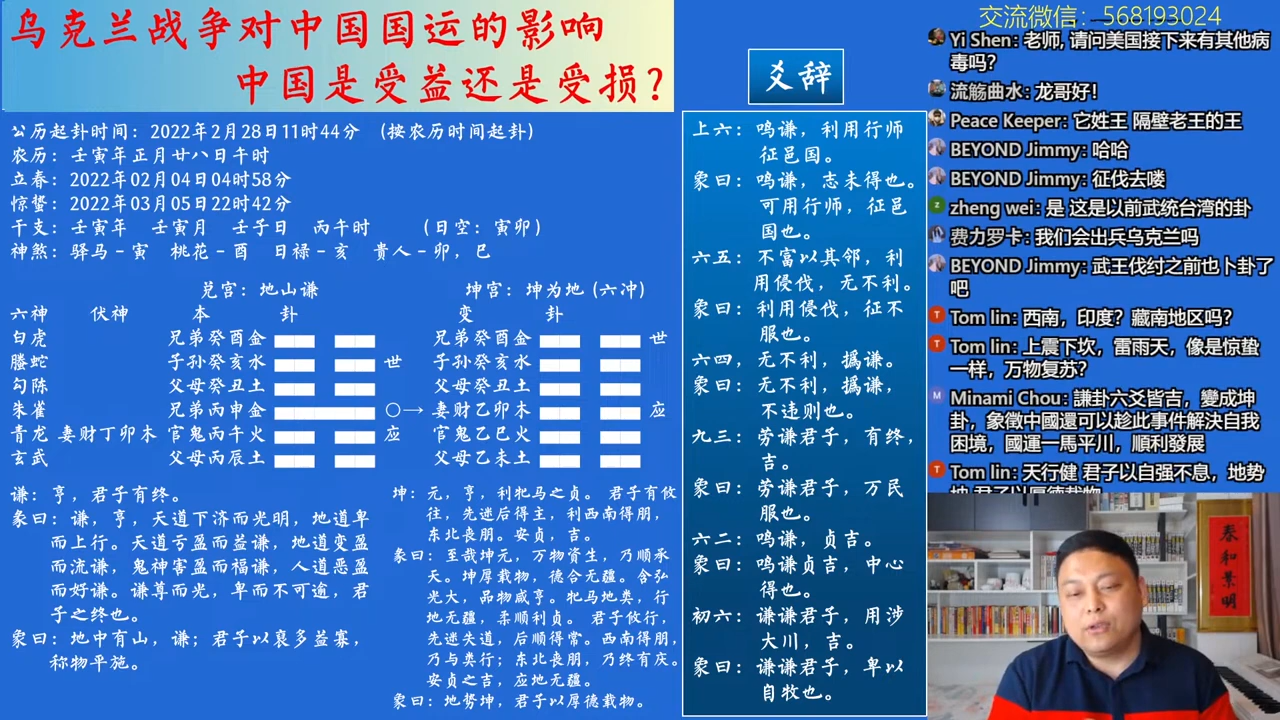 乌克兰战争对中国国运的影响
中国是受益还是受损？
公历起卦时间：2022年2月28日11时44分 （按农历时间起卦）
农历：壬寅年正月廿八日午时
立春：2022年02月04日04时58分
惊蛰：2022年03月05日22时42分
干支：壬寅年 壬寅月 壬子日 丙午时 （日空：寅卯）
神煞：驿马－寅 桃花－酉 日禄－亥 贵人－卯，巳
兑宫：地山谦 坤宫：坤为地（六冲）
六神 伏神 本 卦 变 卦
白虎 兄弟癸酉金 兄弟癸酉金 世
螣蛇 子孙癸亥水 世 子孙癸亥水
勾陈 父母癸丑土 父母癸丑土
朱雀 兄弟丙申金 ○→ 妻财乙卯木 应
青龙 妻财丁卯木 官鬼丙午火 应 官鬼乙巳火
玄武 父母丙辰土 父母乙未土
谦：亨，君子有终。
彖曰：谦，亨，天道下济而光明，地道卑
而上行。天道亏盈而益谦，地道变盈
而流谦，鬼神害盈而福谦，人道恶盈
而好谦。谦尊而光，卑而不可逾，君
子之终也。
象曰：地中有山，谦；君子以裒多益寡，
称物平施。
坤：元，亨，利牝马之贞。 君子有攸
往，先迷后得主，利西南得朋，
东北丧朋。安贞，吉。
彖曰：至哉坤元，万物资生，乃顺承
天。坤厚载物，德合无疆。含弘
光大，品物咸亨。牝马地类，行
地无疆，柔顺利贞。 君子攸行，
先迷失道，后顺得常。西南得朋，
乃与类行；东北丧朋，乃终有庆。
安贞之吉，应地无疆。
象曰：地势坤，君子以厚德载物。
爻辞
上六：鸣谦，利用行师
征邑国。
象曰：鸣谦，志未得也。
可用行师，征邑
国也。
六五：不富以其邻，利
用侵伐，无不利。
象曰：利用侵伐，征不
服也。
六四，无不利，撝谦。
象曰：无不利，撝谦，
不违则也。
九三：劳谦君子，有终，
吉。
象曰：劳谦君子，万民
服也。
六二：鸣谦，贞吉。
象曰：鸣谦贞吉，中心
得也。
初六：谦谦君子，用涉
大川，吉。
象曰：谦谦君子，卑以
自牧也。
交流微信：568193024
Yi Shen: 老师, 请问美国接下来有其他病
毒吗？
流觞曲水: 龙哥好！
Peace Keeper: 它姓王 隔壁老王的王
BEYOND Jimmy: 哈哈
BEYOND Jimmy: 征伐去喽
zheng wei: 是 这是以前武统台湾的卦
费力罗卡: 我们会出兵乌克兰吗
BEYOND Jimmy: 武王伐纣之前也卜卦了
吧
Tom lin: 西南，印度？藏南地区吗？
Tom lin: 上震下坎，雷雨天，像是惊蛰
一样，万物复苏？
Minami Chou: 謙卦六爻皆吉，變成坤
卦，象徵中國還可以趁此事件解決自我
困境，國運一馬平川，順利發展
Tom lin: 天行健 君子以自强不息，地势
坤 君子以厚德载物
春和景明